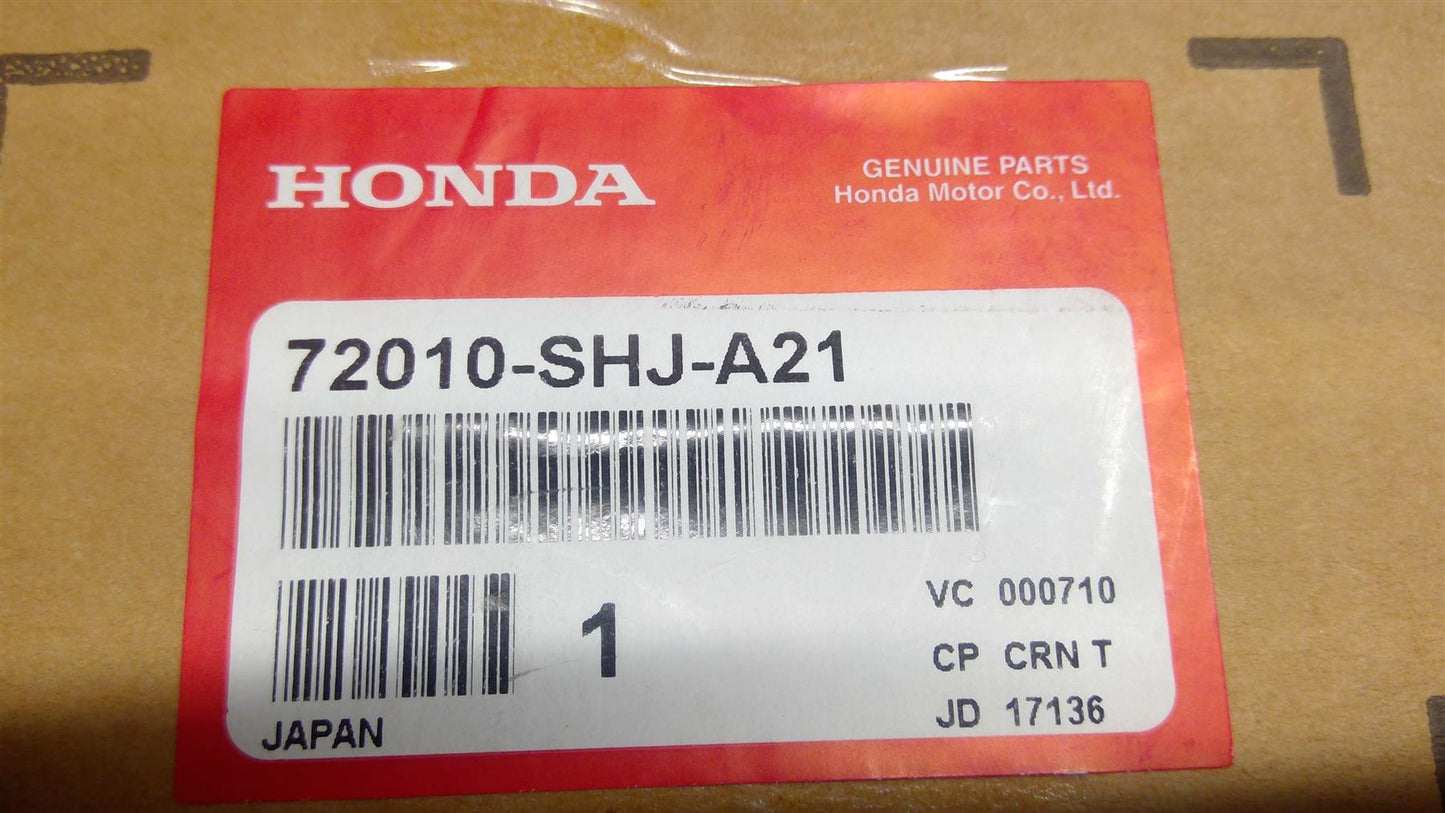 HONDA
GENUINE PARTS
Honda Motor Co., Ltd.
72010-SHJ-A21
1
VC 000710
CP CRN T
JD 17136
JAPAN